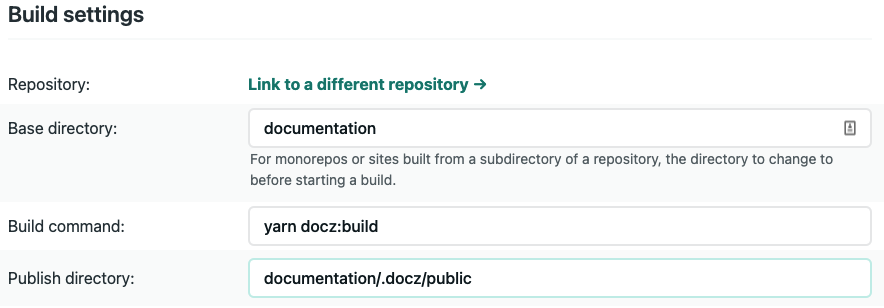 Build settings
Repository:
Link to a different repository →
Base directory:
documentation
For monorepos or sites built from a subdirectory of a repository, the directory to change to
before starting a build.
Build command:
yarn docz:build
Publish directory:
documentation/.docz/public